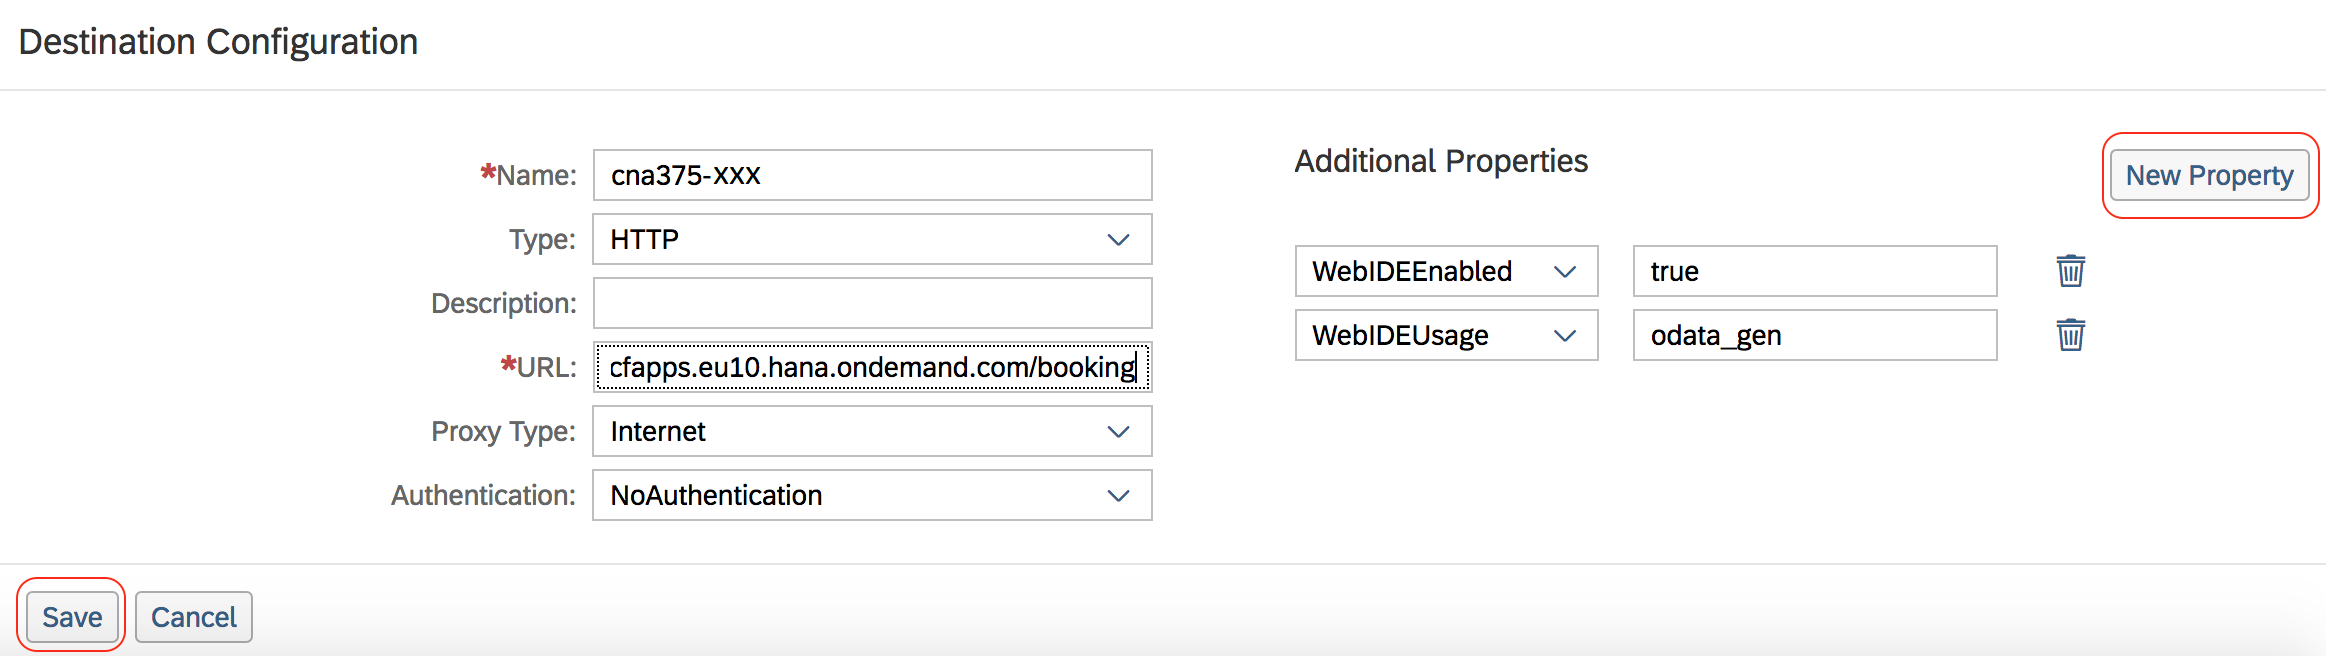 Destination Configuration
*Name: cna375-XXX
Type: HTTP
Description:
*URL: cfapps.eu10.hana.ondemand.com/booking
Proxy Type: Internet
Authentication: NoAuthentication
Additional Properties
New Property
WebIDEEnabled true
WebIDEUsage odata_gen
Save Cancel